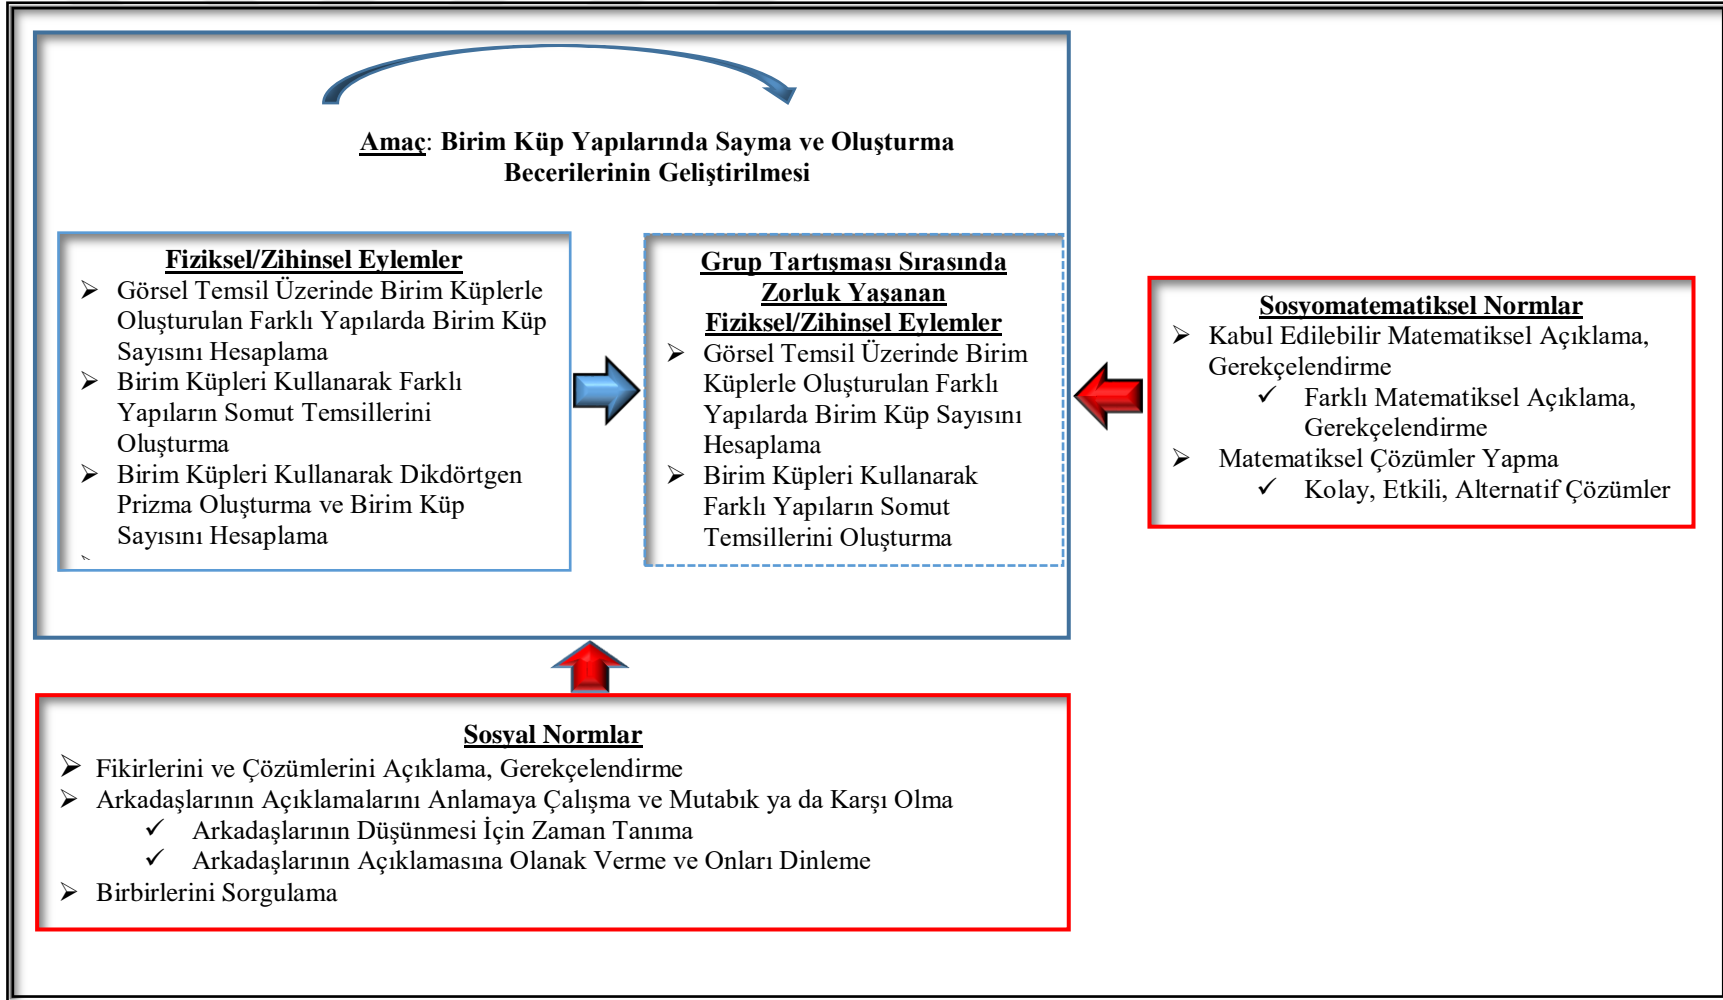 Amaç: Birim Küp Yapılarında Sayma ve Oluşturma
Becerilerinin Geliştirilmesi
Fiziksel/Zihinsel Eylemler
➢ Görsel Temsil Üzerinde Birim Küplerle
Oluşturulan Farklı Yapılarda Birim Küp
Sayısını Hesaplama
➢ Birim Küpleri Kullanarak Farklı
Yapıların Somut Temsillerini
Oluşturma
➢ Birim Küpleri Kullanarak Dikdörtgen
Prizma Oluşturma ve Birim Küp
Sayısını Hesaplama
Grup Tartışması Sırasında
Zorluk Yaşanan
Fiziksel/Zihinsel Eylemler
➢ Görsel Temsil Üzerinde Birim
Küplerle Oluşturulan Farklı
Yapılarda Birim Küp Sayısını
Hesaplama
➢ Birim Küpleri Kullanarak
Farklı Yapıların Somut
Temsillerini Oluşturma
Sosyomatematiksel Normlar
➢ Kabul Edilebilir Matematiksel Açıklama,
Gerekçelendirme
✓ Farklı Matematiksel Açıklama,
Gerekçelendirme
➢ Matematiksel Çözümler Yapma
✓ Kolay, Etkili, Alternatif Çözümler
Sosyal Normlar
➢ Fikirlerini ve Çözümlerini Açıklama, Gerekçelendirme
➢ Arkadaşlarının Açıklamalarını Anlamaya Çalışma ve Mutabık ya da Karşı Olma
✓ Arkadaşlarının Düşünmesi İçin Zaman Tanıma
✓ Arkadaşlarının Açıklamasına Olanak Verme ve Onları Dinleme
➢ Birbirlerini Sorgulama